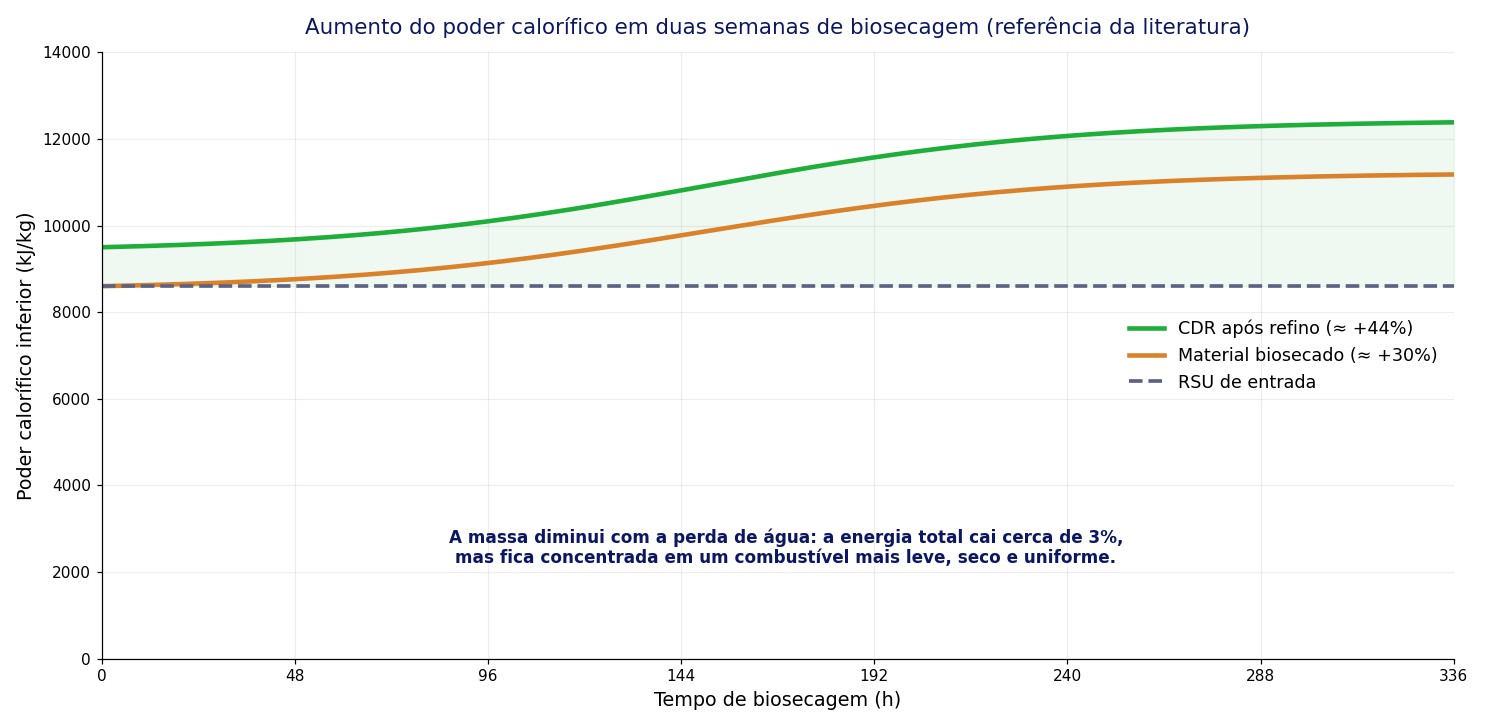 Aumento do poder calorífico em duas semanas de biosecagem (referência da literatura)
Poder calorífico inferior (kJ/kg)
14000
12000
10000
8000
6000
4000
2000
0
CDR após refino (≈ +44%)
Material biosecado (≈ +30%)
RSU de entrada
A massa diminui com a perda de água: a energia total cai cerca de 3%,
mas fica concentrada em um combustível mais leve, seco e uniforme.
0 48 96 144 192 240 288 336
Tempo de biosecagem (h)